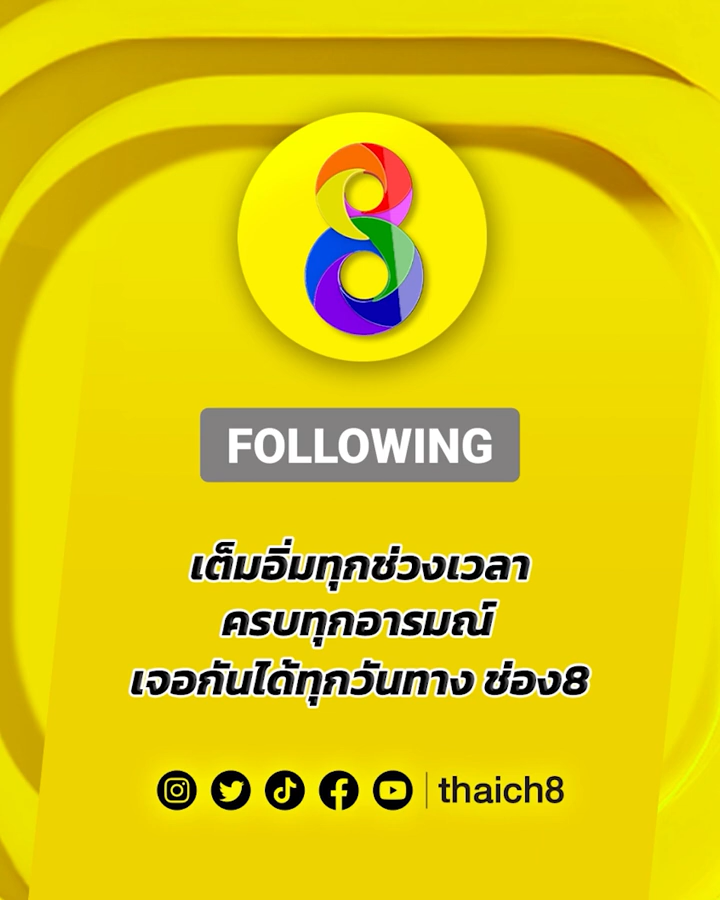 8
FOLLOWING
เต็มอิ่มทุกช่วงเวลา
ครบทุกอารมณ์
เจอกันได้ทุกวันทาง ช่อง8
thaich8